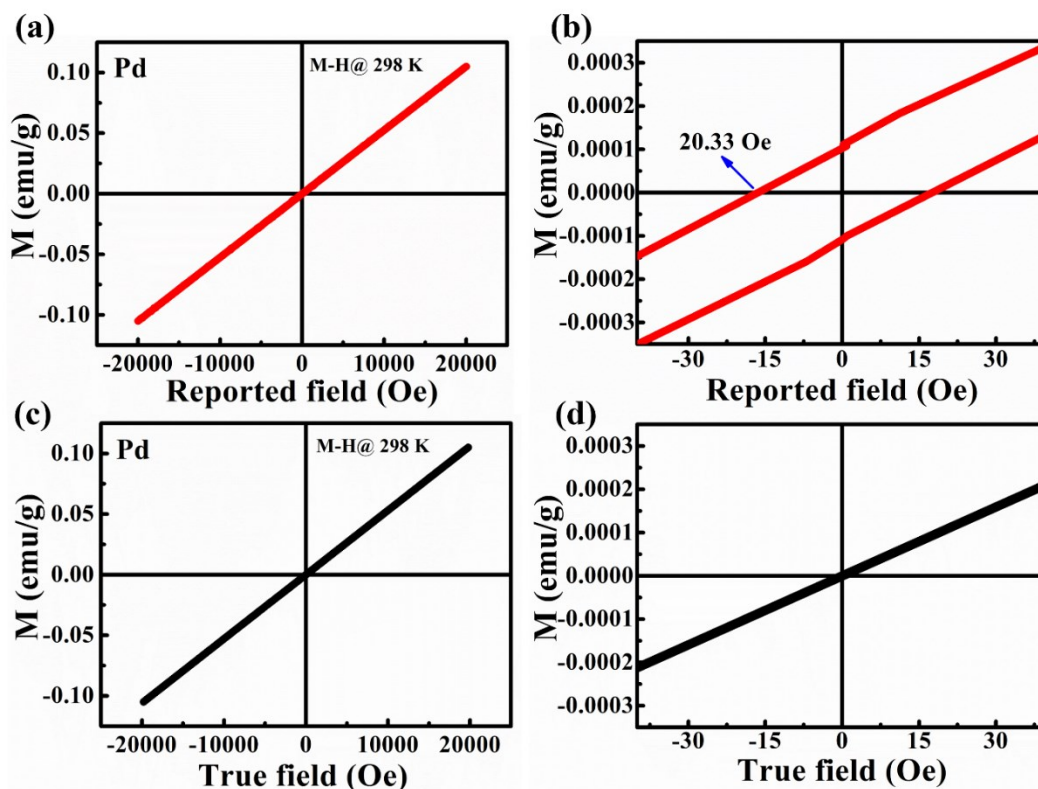 (a)
Pd
M-H@ 298 K
M (emu/g)
0.10
0.05
0.00
-0.05
-0.10
-20000 -10000 0 10000 20000
Reported field (Oe)
(b)
20.33 Oe
M (emu/g)
0.0003
0.0002
0.0001
0.0000
-0.0001
-0.0002
-0.0003
-30 -15 0 15 30
Reported field (Oe)
(c)
Pd
M-H@ 298 K
M (emu/g)
0.10
0.05
0.00
-0.05
-0.10
-20000 -10000 0 10000 20000
True field (Oe)
(d)
M (emu/g)
0.0003
0.0002
0.0001
0.0000
-0.0001
-0.0002
-0.0003
-30 -15 0 15 30
True field (Oe)